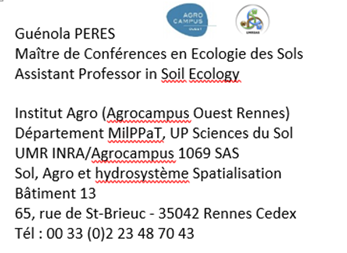 AGRO
CAMPUS
Guénola PERES
Maître de Conférences en Ecologie des Sols
Assistant Professor in Soil Ecology
Institut Agro (Agrocampus Ouest Rennes)
Département MilPPaT, UP Sciences du Sol
UMR INRA/Agrocampus 1069 SAS
Sol, Agro et hydrosystème Spatialisation
Bâtiment 13
65, rue de St-Brieuc - 35042 Rennes Cedex
Tél : 00 33 (0)2 23 48 70 43